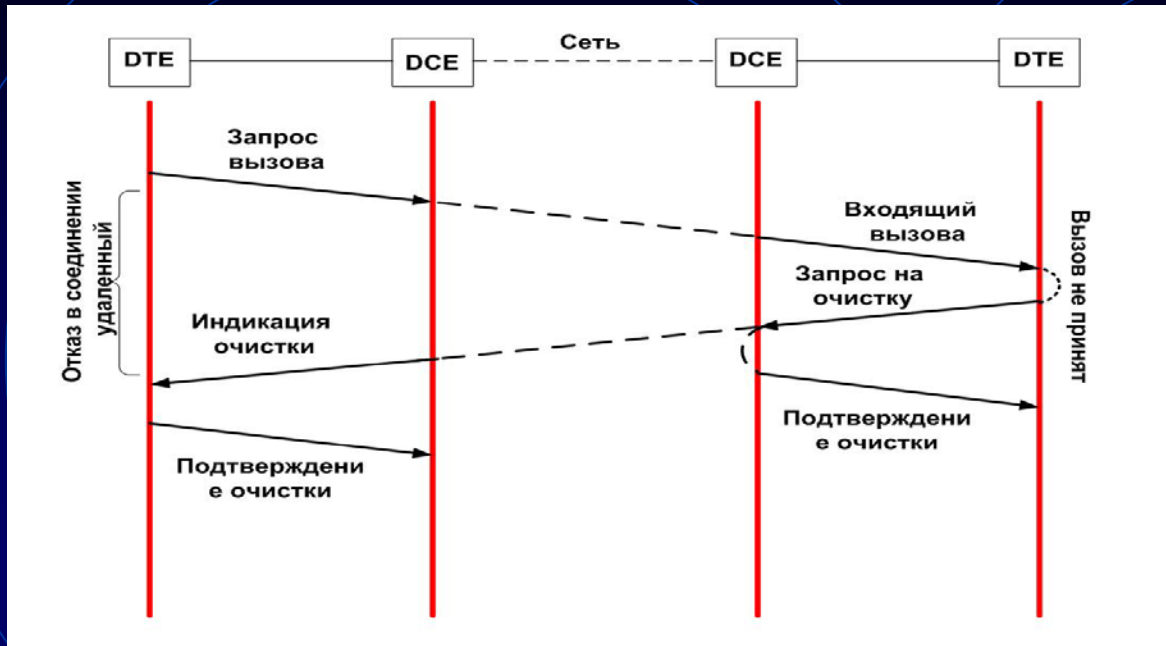 Сеть
DTE
DCE
DCE
DTE
Запрос
вызова
Входящий
вызова
Запрос на
очистку
Вызов не принят
Отказ в соединении
удаленный
Индикация
очистки
Подтверждени
е очистки
Подтверждени
е очистки